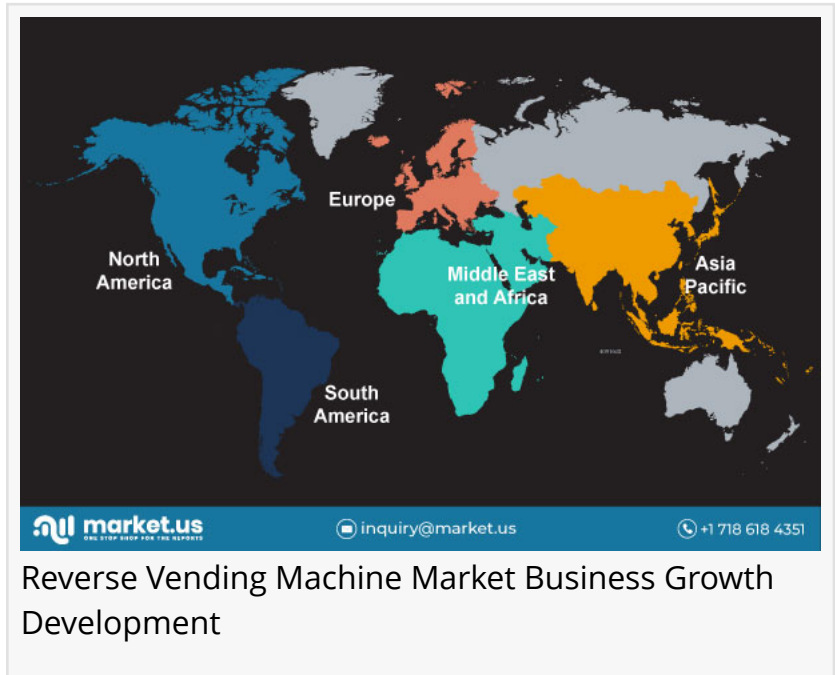 Europe
North
America
Middle East
and Africa
Asia
Pacific
South
America
market.us
ONE STOP SHOP FOR THE REPORTS
inquiry@market.us
+1 718 618 4351
Reverse Vending Machine Market Business Growth
Development